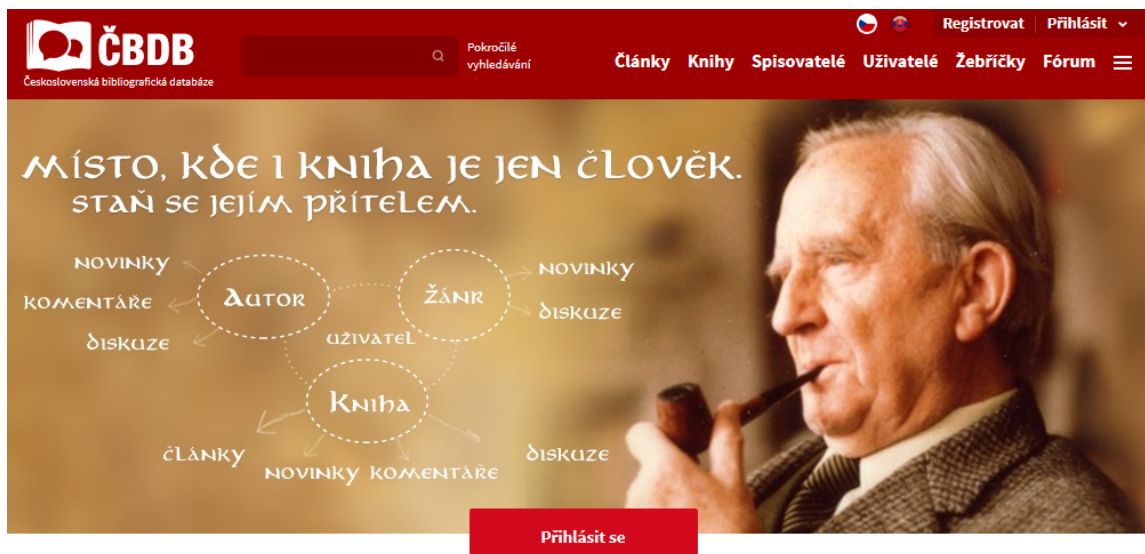 ČBDB
Československá bibliografická databáze
Pokročilé
vyhledávání
Registrovat
Přihlásit
Články Knihy Spisovatelé Uživatelé Žebříčky Fórum
Místo, kde i kniha je jen člověk.
Staň se jejím přítelem.
novinky
komentáře
diskuze
Autor
Žánr
novinky
diskuze
uživatel
Kniha
články
novinky
komentáře
diskuze
Přihlásit se